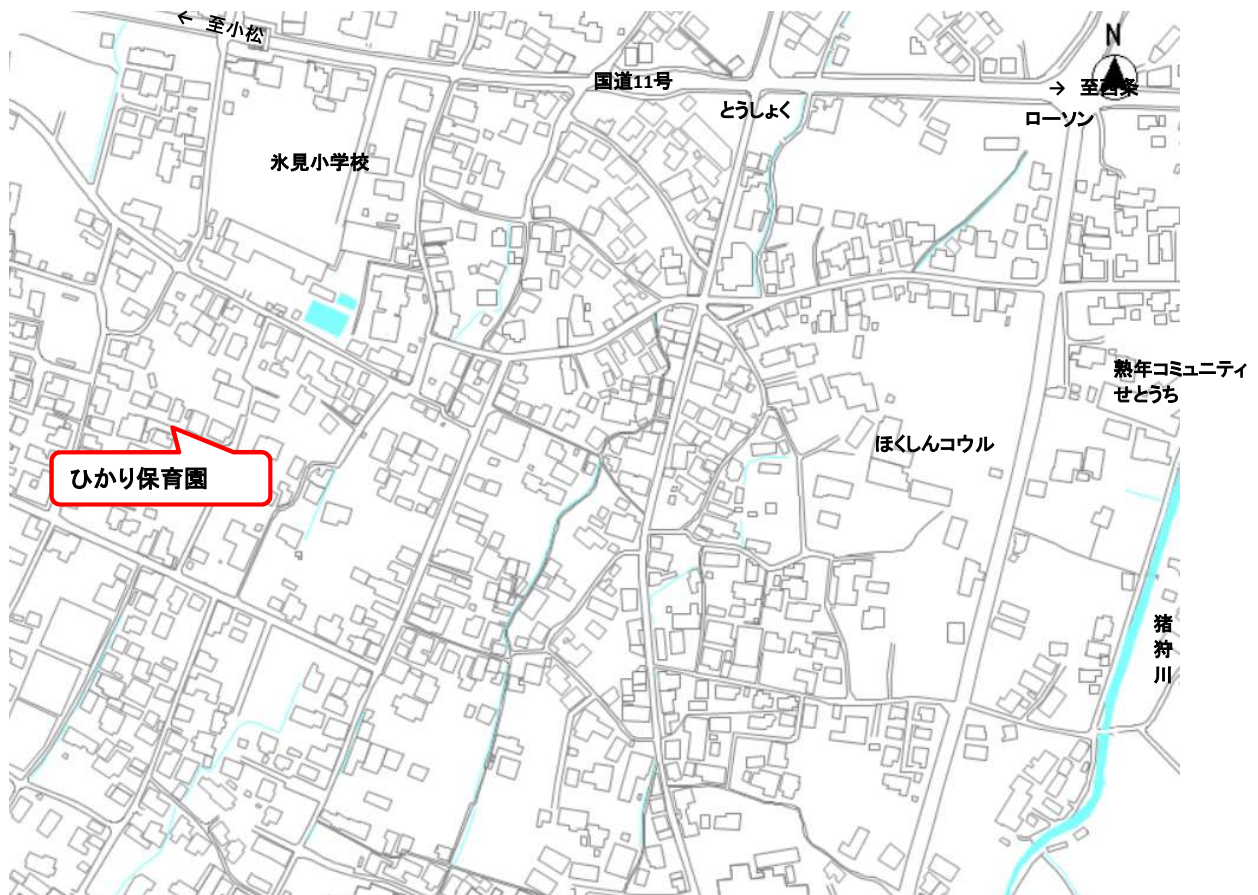 ← 至小松
N
国道11号
→ 至西条
とうしょく
ローソン
氷見小学校
熟年コミュニティ
せとうち
ほくしんコウル
ひかり保育園
猪狩川